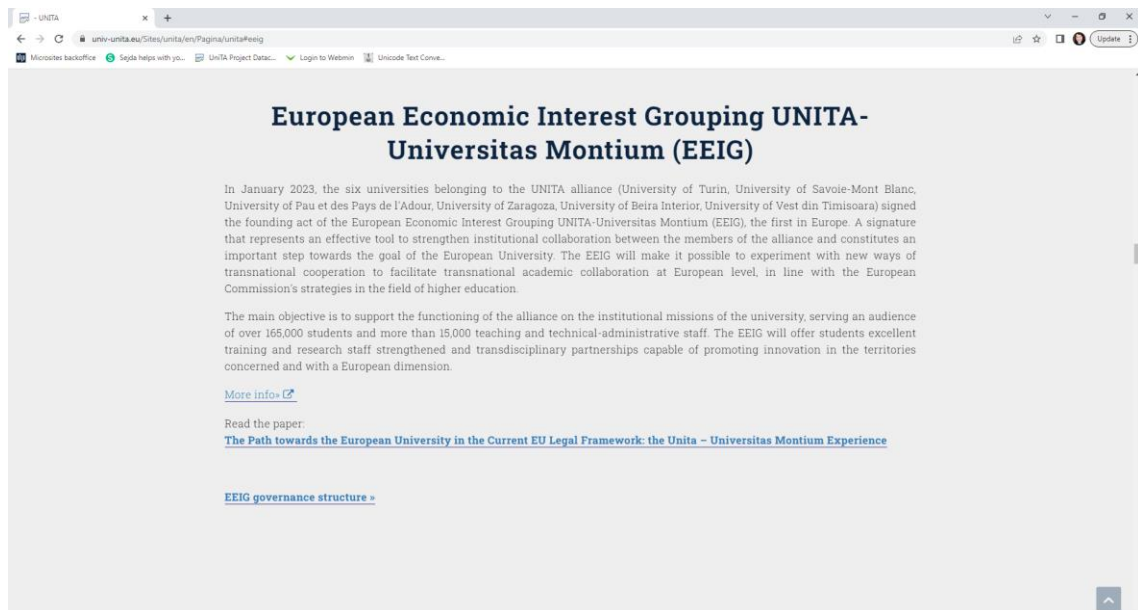 - UNITA
univ-unita.eu/Sites/unita/en/Pagina/unita#eeig
Update
Microsites backoffice
Sejda helps with yo...
UniTA Project Datac...
Login to Webmin
Unicode Text Conve...
European Economic Interest Grouping UNITA-
Universitas Montium (EEIG)
In January 2023, the six universities belonging to the UNITA alliance (University of Turin, University of Savoie-Mont Blanc,
University of Pau et des Pays de l'Adour, University of Zaragoza, University of Beira Interior, University of Vest din Timisoara) signed
the founding act of the European Economic Interest Grouping UNITA-Universitas Montium (EEIG), the first in Europe. A signature
that represents an effective tool to strengthen institutional collaboration between the members of the alliance and constitutes an
important step towards the goal of the European University. The EEIG will make it possible to experiment with new ways of
transnational cooperation to facilitate transnational academic collaboration at European level, in line with the European
Commission's strategies in the field of higher education.
The main objective is to support the functioning of the alliance on the institutional missions of the university, serving an audience
of over 165,000 students and more than 15,000 teaching and technical-administrative staff. The EEIG will offer students excellent
training and research staff strengthened and transdisciplinary partnerships capable of promoting innovation in the territories
concerned and with a European dimension.
More info»
Read the paper:
The Path towards the European University in the Current EU Legal Framework: the Unita – Universitas Montium Experience
EEIG governance structure »